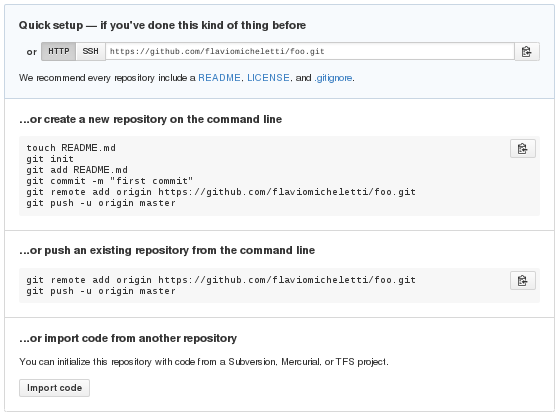 Quick setup — if you've done this kind of thing before
or HTTP SSH https://github.com/flaviomicheletti/foo.git
We recommend every repository include a README, LICENSE, and .gitignore.
...or create a new repository on the command line
touch README.md
git init
git add README.md
git commit -m "first commit"
git remote add origin https://github.com/flaviomicheletti/foo.git
git push -u origin master
...or push an existing repository from the command line
git remote add origin https://github.com/flaviomicheletti/foo.git
git push -u origin master
...or import code from another repository
You can initialize this repository with code from a Subversion, Mercurial, or TFS project.
Import code